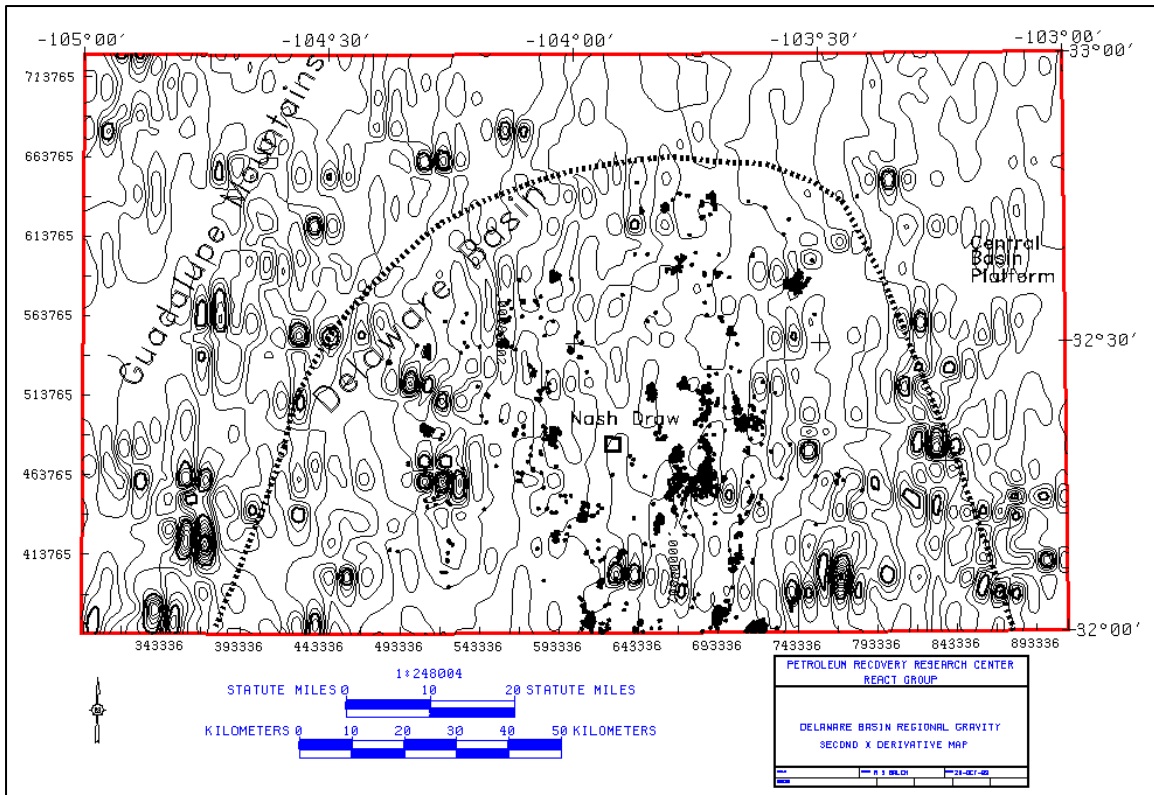 -105°00'
-104°30'
-104°00'
-103°30'
-103°00'
33°00'
713765
663765
613765
563765
513765
463765
413765
Guadalupe Mountains
Delaware Basin
Central
Basin
Platform
32°30'
Nash Draw
32°00'
343336 393336 443336 493336 543336 593336 643336 693336 743336 793336 843336 893336
1:248004
STATUTE MILES 0 10 20 STATUTE MILES
KILOMETERS 0 10 20 30 40 50 KILOMETERS
N
PETROLEUM RECOVERY RESEARCH CENTER
REACT GROUP
DELAWARE BASIN REGIONAL GRAVITY
SECOND X DERIVATIVE MAP
R S BALCH